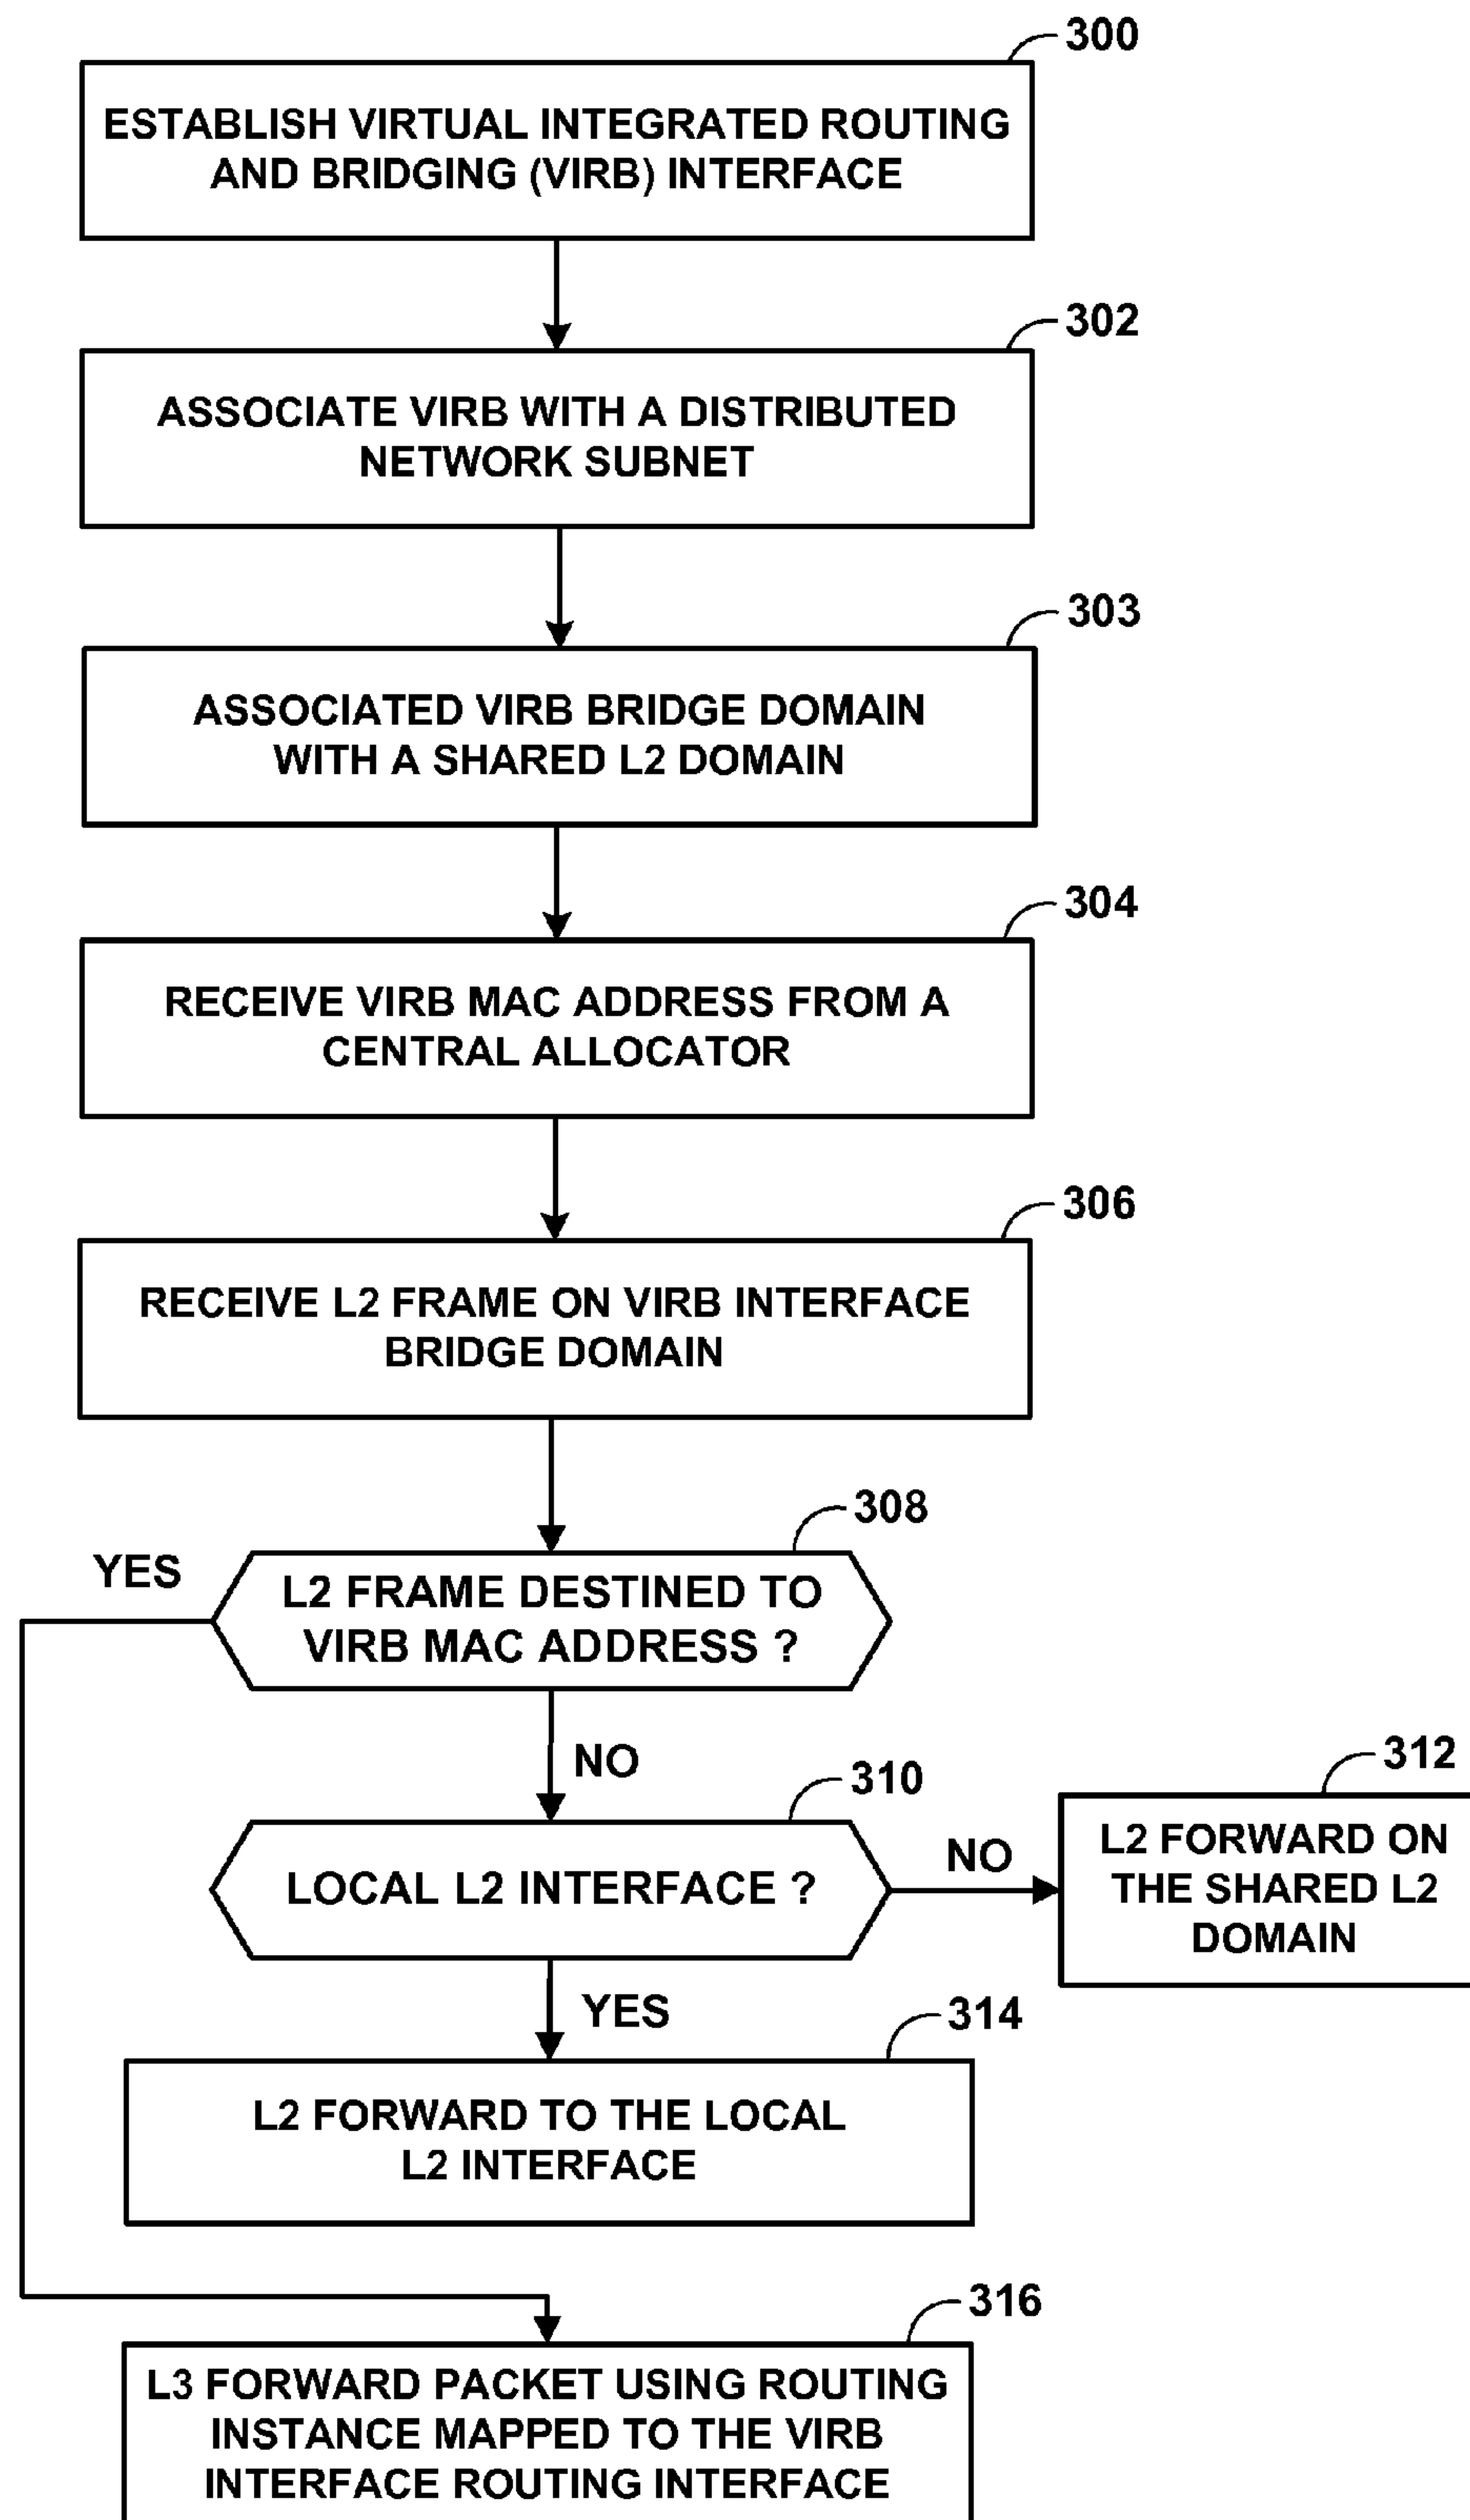 300
ESTABLISH VIRTUAL INTEGRATED ROUTING
AND BRIDGING (VIRB) INTERFACE
302
ASSOCIATE VIRB WITH A DISTRIBUTED
NETWORK SUBNET
303
ASSOCIATED VIRB BRIDGE DOMAIN
WITH A SHARED L2 DOMAIN
304
RECEIVE VIRB MAC ADDRESS FROM A
CENTRAL ALLOCATOR
306
RECEIVE L2 FRAME ON VIRB INTERFACE
BRIDGE DOMAIN
308
YES
L2 FRAME DESTINED TO
VIRB MAC ADDRESS ?
NO
310
LOCAL L2 INTERFACE ?
NO
312
L2 FORWARD ON
THE SHARED L2
DOMAIN
YES
314
L2 FORWARD TO THE LOCAL
L2 INTERFACE
316
L3 FORWARD PACKET USING ROUTING
INSTANCE MAPPED TO THE VIRB
INTERFACE ROUTING INTERFACE